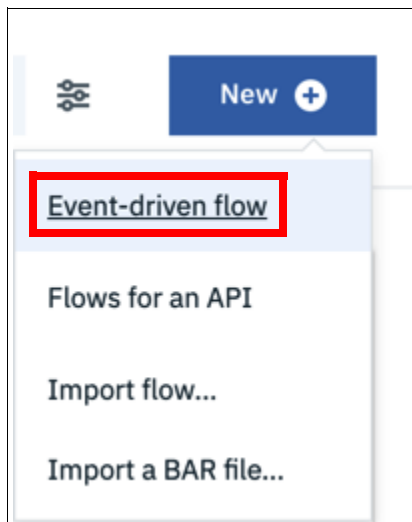 New
Event-driven flow
Flows for an API
Import flow...
Import a BAR file...